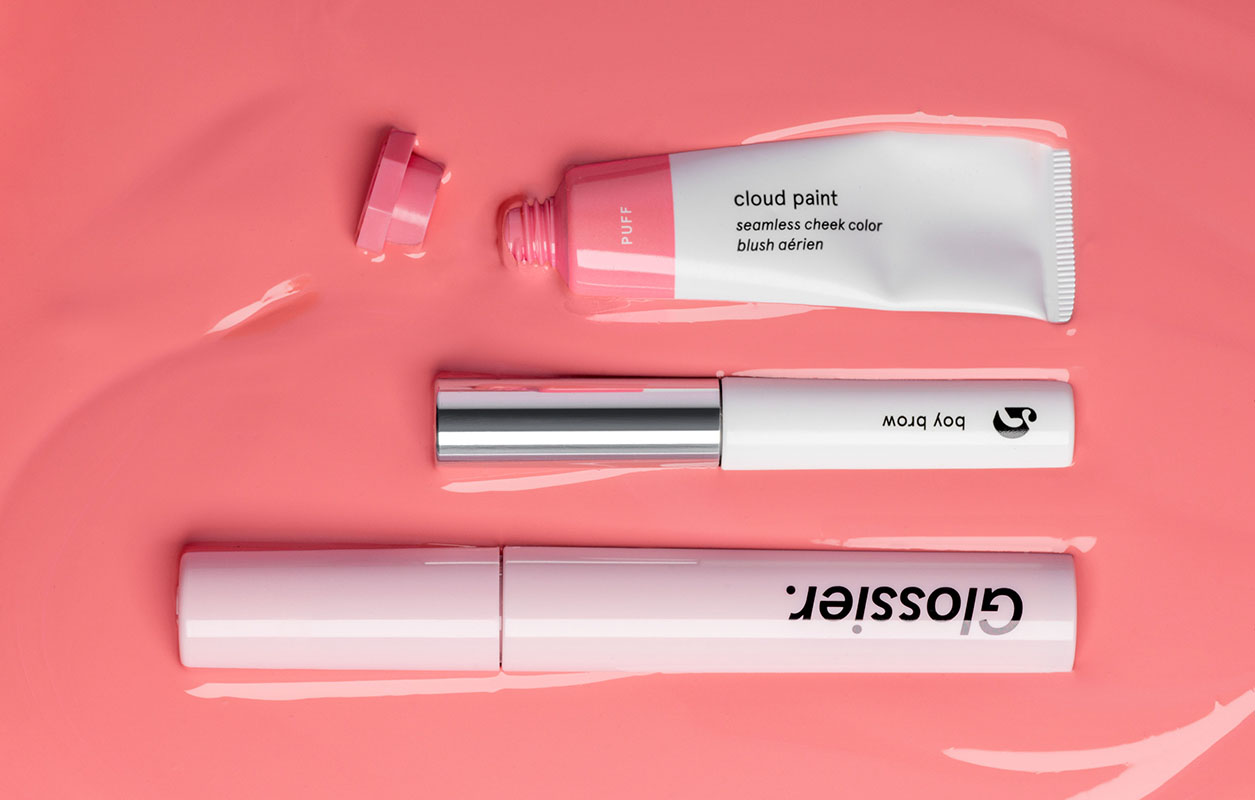 cloud paint
seamless cheek color
blush aérien
PUFF
boy brow
Glossier.